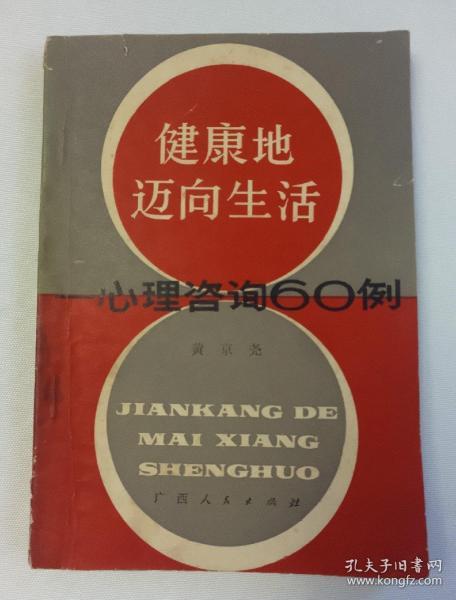 健康地
迈向生活
—心理咨询60例
黄京尧
JIANKANG DE
MAI XIANG
SHENGHUO
广西人民出版社
孔夫子旧书网
www.kongfz.com